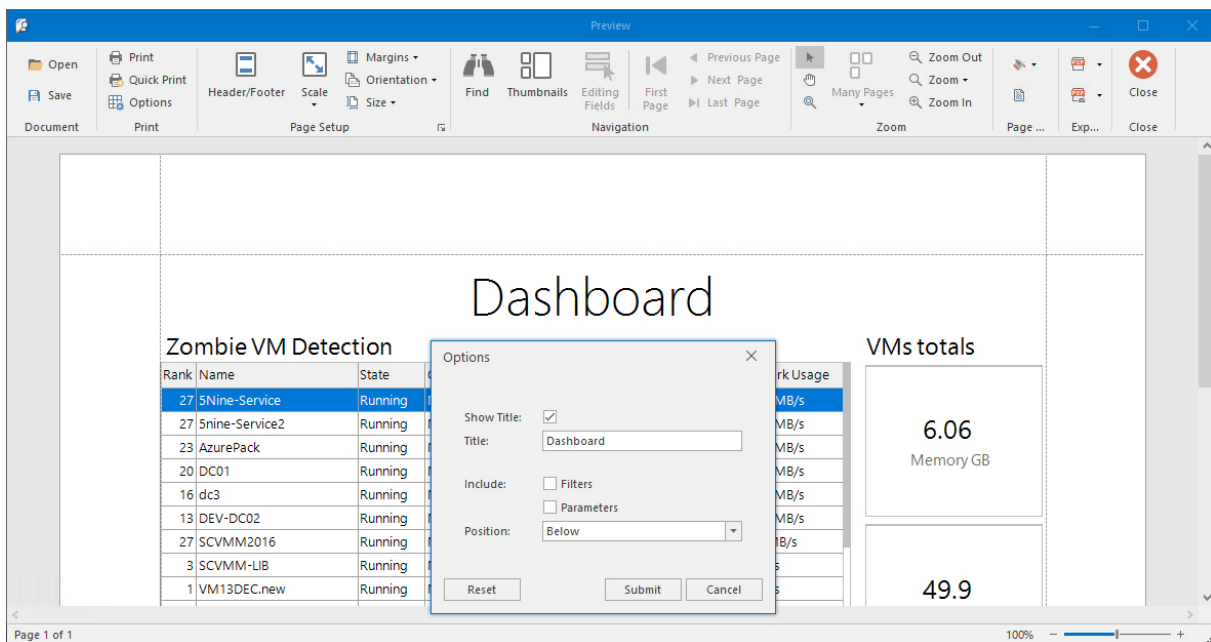 Preview
Open
Save
Document
Print
Quick Print
Options
Print
Header/Footer
Scale
Margins
Orientation
Size
Page Setup
Find
Thumbnails
Editing Fields
First Page
Previous Page
Next Page
Last Page
Navigation
Many Pages
Zoom Out
Zoom
Zoom In
Zoom
Page ...
Exp...
Close
Close
Dashboard
Zombie VM Detection
VMs totals
Rank Name State rk Usage
27 5Nine-Service Running MB/s
27 5nine-Service2 Running MB/s
23 AzurePack Running MB/s
20 DC01 Running MB/s
16 dc3 Running MB/s
13 DEV-DC02 Running MB/s
27 SCVMM2016 Running IB/s
3 SCVMM-LIB Running
1 VM13DEC.new Running
6.06
Memory GB
49.9
Options
Show Title:
Title: Dashboard
Include: Filters
Parameters
Position: Below
Reset Submit Cancel
Page 1 of 1
100%